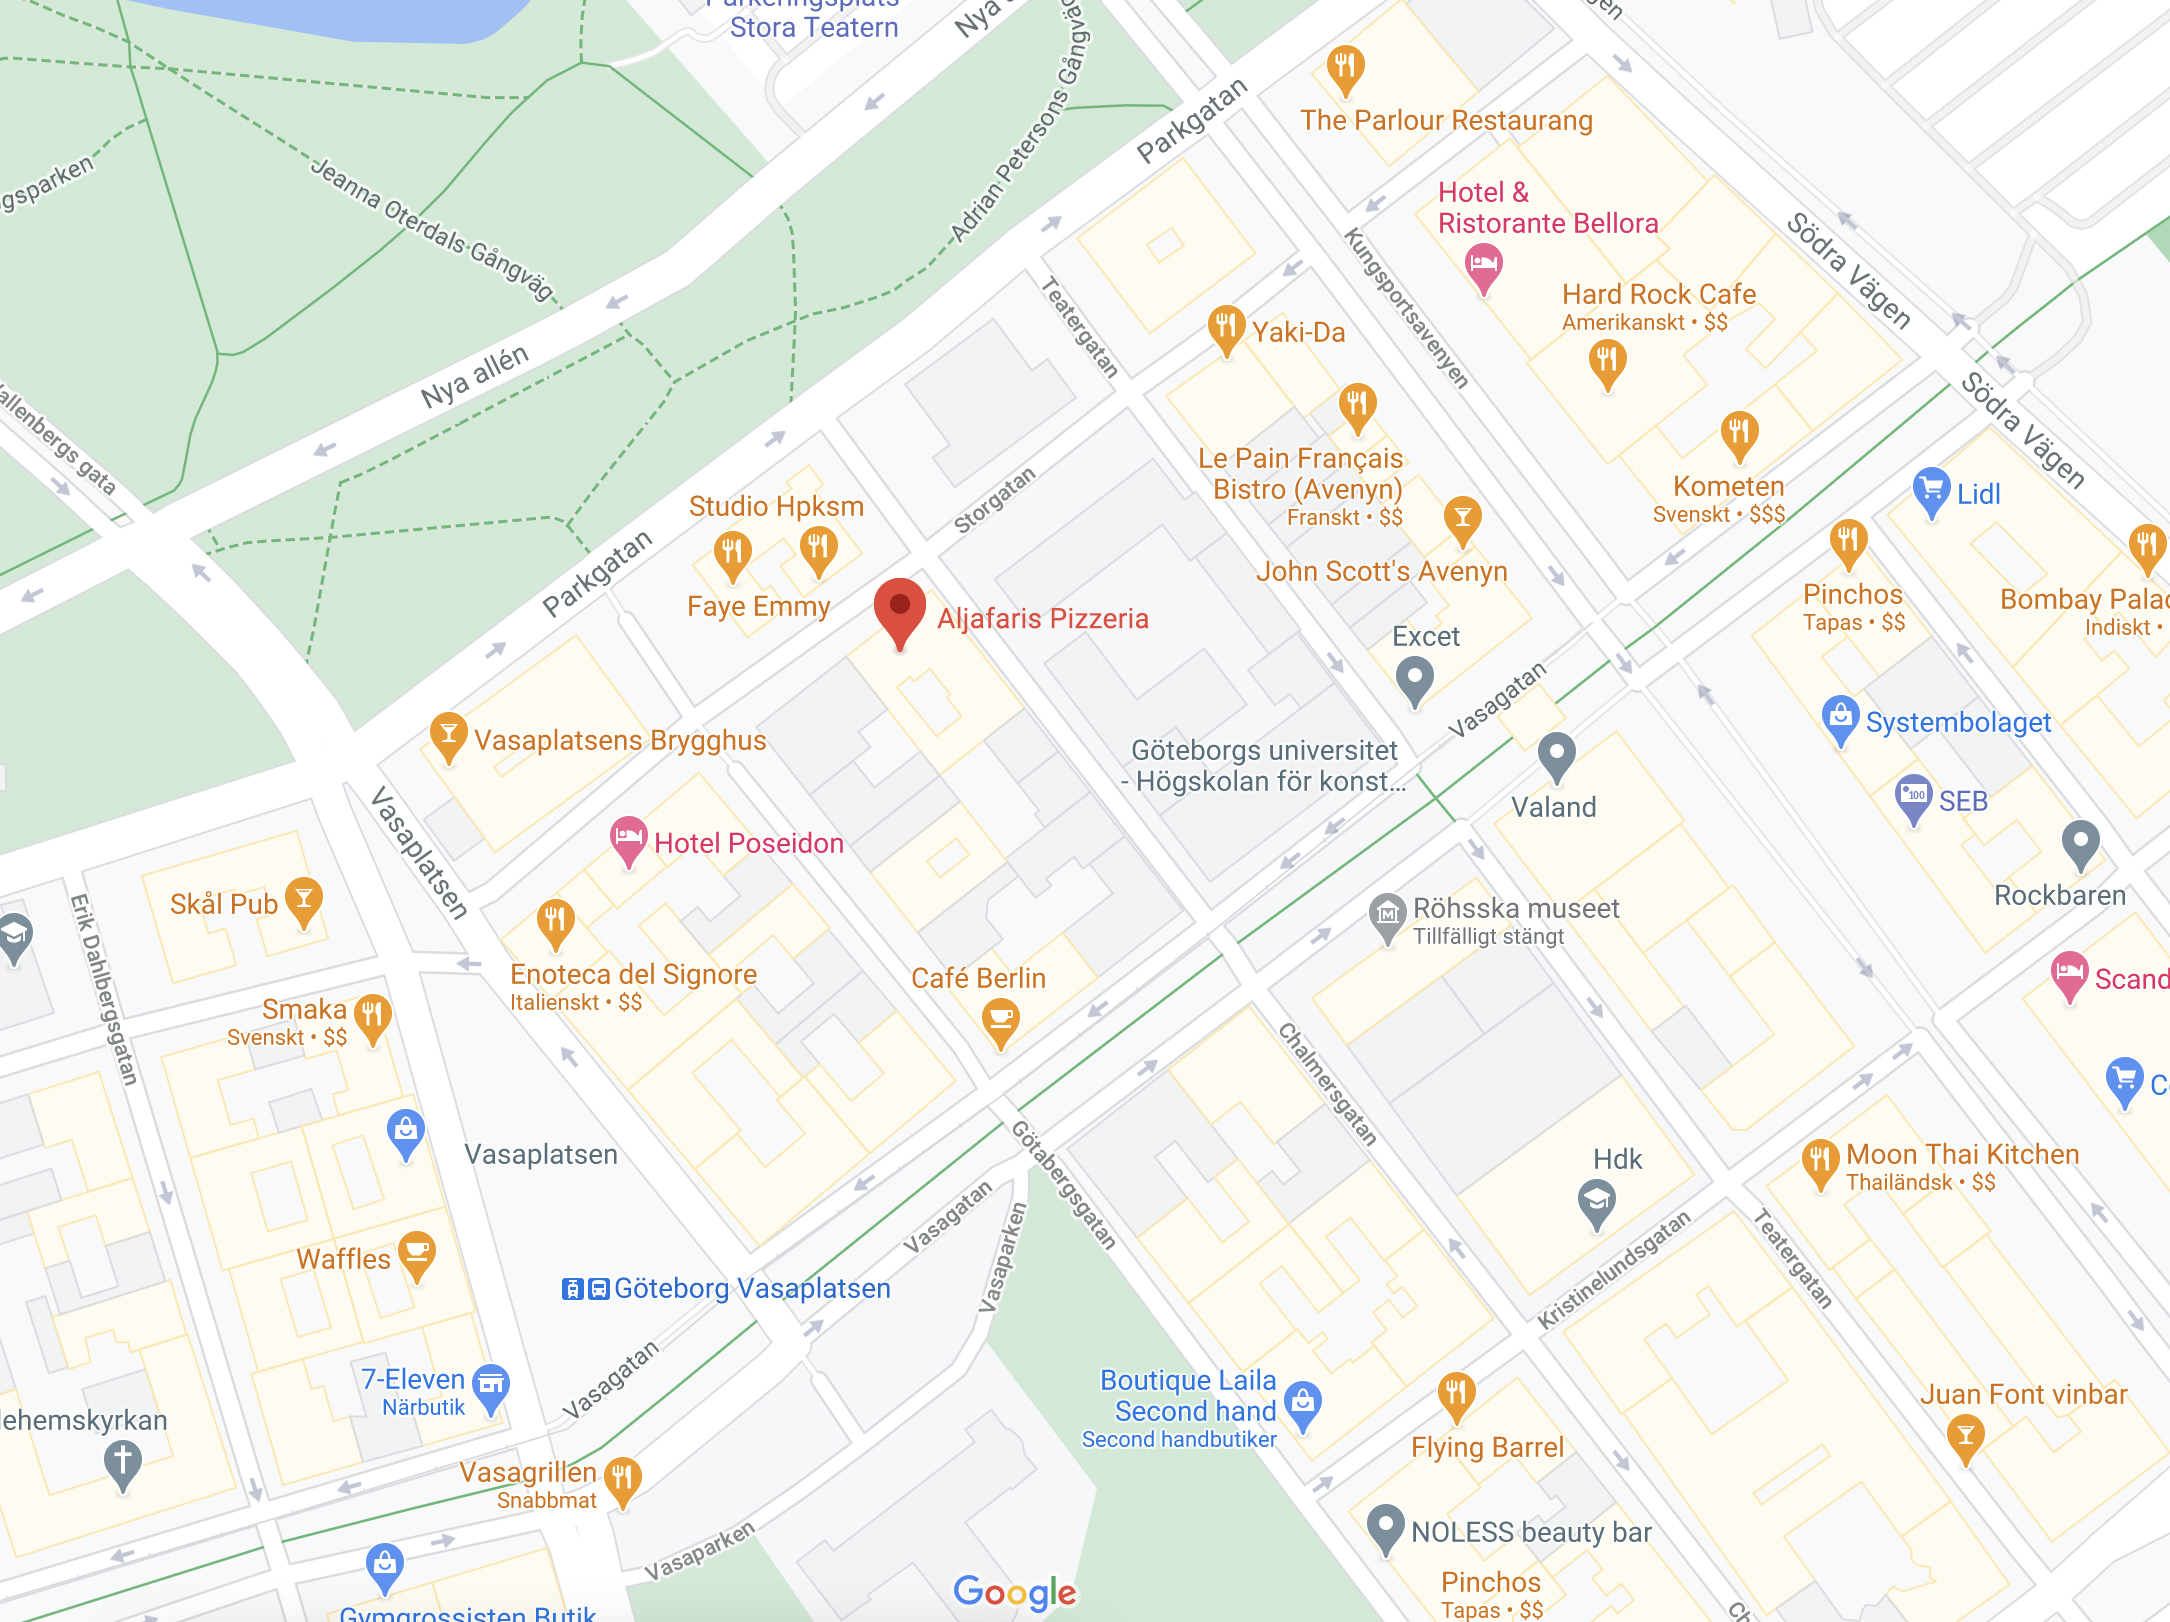 Parkeringsplats
Stora Teatern
Nya
Adrian Petersons Gångväg
Parkgatan
The Parlour Restaurang
Jeanna Oterdals Gångväg
Hotel &
Ristorante Bellora
Södra Vägen
Kungsportsavenyen
Hard Rock Cafe
Amerikanskt • $$
Teatergatan
Yaki-Da
Nya allén
Södra Vägen
Le Pain Français
Bistro (Avenyn)
Franskt • $$
Kometen
Svenskt • $$$
Lidl
Studio Hpksm
Storgatan
Parkgatan
John Scott's Avenyn
Pinchos
Tapas • $$
Bombay Palac
Indiskt •
Faye Emmy
Aljafaris Pizzeria
Excet
Vasagatan
Systembolaget
Vasaplatsens Brygghus
Göteborgs universitet
- Högskolan för konst...
Valand
100
SEB
Vasaplatsen
Hotel Poseidon
Rockbaren
Skål Pub
Röhsska museet
Tillfälligt stängt
Erik Dahlbergsgatan
Enoteca del Signore
Italienskt • $$
Café Berlin
Scand
Smaka
Svenskt • $$
Chalmersgatan
Vasaplatsen
Götabergsgatan
Hdk
Moon Thai Kitchen
Thailändsk • $$
Vasagatan
Vasaparken
Kristinelundsgatan
Teatergatan
Waffles
Göteborg Vasaplatsen
Vasagatan
7-Eleven
Närbutik
Boutique Laila
Second hand
Second handbutiker
Flying Barrel
Juan Font vinbar
Vasagrillen
Snabbmat
Vasaparken
NOLESS beauty bar
Google
Pinchos
Tapas • $$
Gymgrossisten Butik